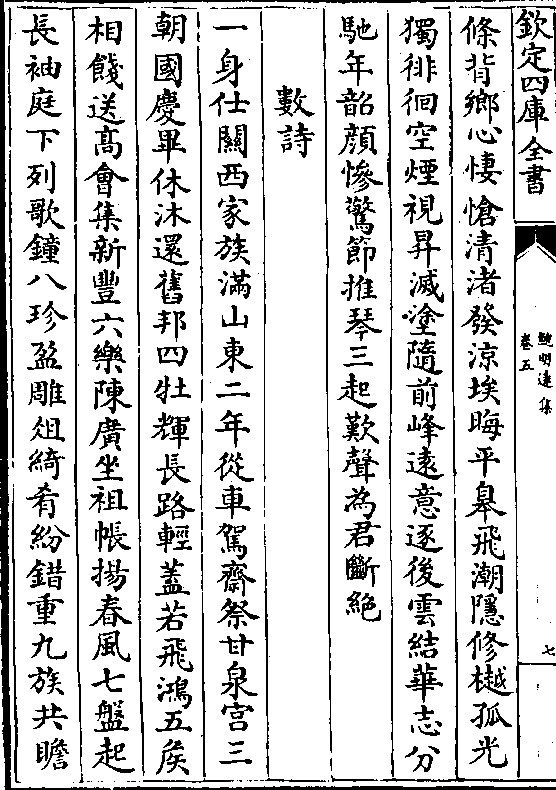 欽定四庫全書
鮑明遠集
卷五
七
條背鄉心悽愴清渚發涼埃晦平皋飛潮隱修樾孤光
獨徘徊空煙視昇滅塗隨前峰逺意逐後雲結華志分
馳年韶顔慘驚節推琴三起歎聲為君斷絶
數詩
一身仕關西家族滿山東二年從車駕齋祭甘泉宫三
朝國慶畢休沐還舊邦四牡輝長路輕蓋若飛鴻五矦
相餞送髙會集新豐六樂陳廣坐祖帳揚春風七盤起
長袖庭下列歌鐘八珍盈雕俎綺肴紛錯重九族共瞻